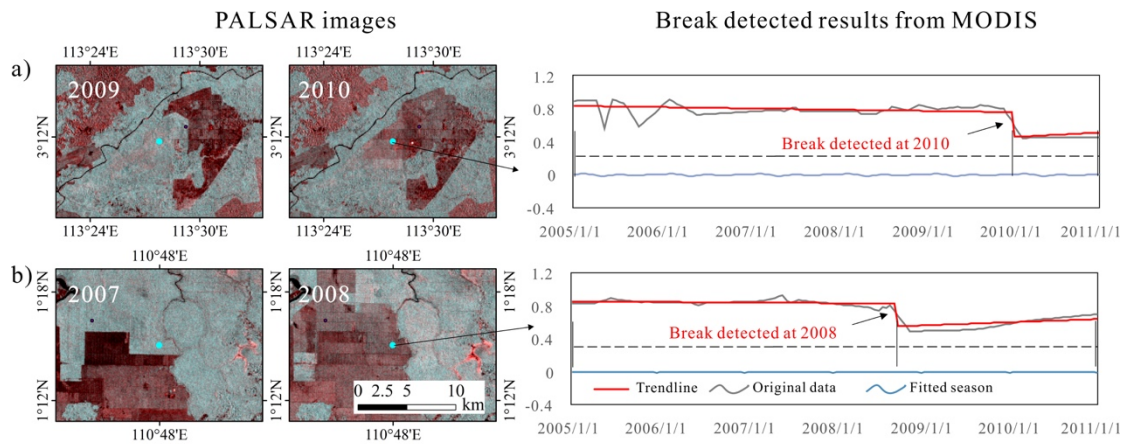 PALSAR images
Break detected results from MODIS
a)
113°24'E 113°30'E 113°24'E 113°30'E
2009
2010
3°12'N
3°12'N
113°24'E 113°30'E 113°24'E 113°30'E
1.2
0.8
0.4
0
-0.4
Break detected at 2010
2005/1/1 2006/1/1 2007/1/1 2008/1/1 2009/1/1 2010/1/1 2011/1/1
b)
110°48'E 110°48'E
2007
2008
1°18'N
1°12'N
1°18'N
1°12'N
0 2.5 5 10
km
110°48'E 110°48'E
1.2
0.8
0.4
0
-0.4
Break detected at 2008
Trendline Original data Fitted season
2005/1/1 2006/1/1 2007/1/1 2008/1/1 2009/1/1 2010/1/1 2011/1/1